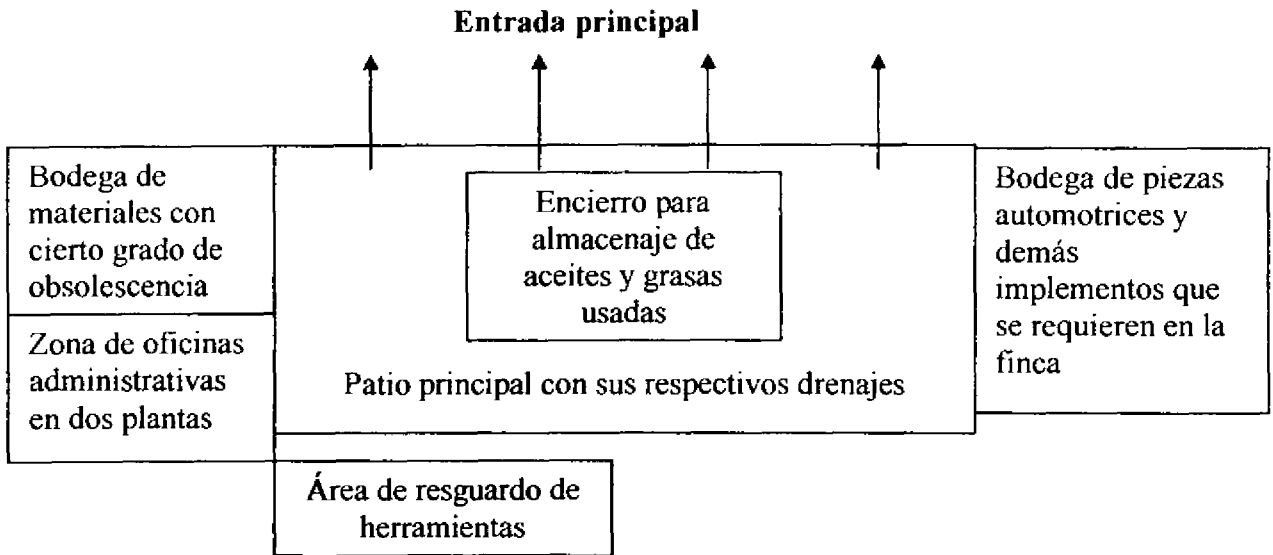 Entrada principal
Bodega de
materiales con
cierto grado de
obsolescencia
Zona de oficinas
administrativas
en dos plantas
Encierro para
almacenaje de
aceites y grasas
usadas
Patio principal con sus respectivos drenajes
Bodega de piezas
automotrices y
demás
implementos que
se requieren en la
finca
Área de resguardo de
herramientas